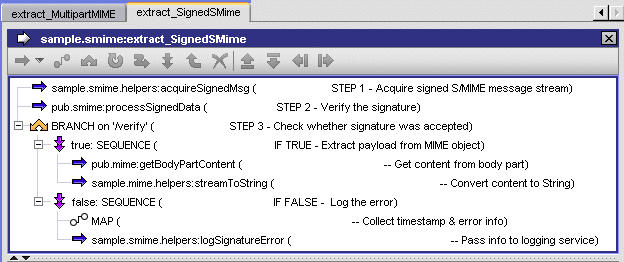 extract_MultipartMIME
extract_SignedSMime
sample.smime:extract_SignedSMime
sample.smime.helpers:acquireSignedMsg ( STEP 1 - Acquire signed S/MIME message stream)
pub.smime:processSignedData ( STEP 2 - Verify the signature)
BRANCH on '/verify' ( STEP 3 - Check whether signature was accepted)
true: SEQUENCE ( IF TRUE - Extract payload from MIME object)
pub.mime:getBodyPartContent ( -- Get content from body part)
sample.mime.helpers:streamToString ( -- Convert content to String)
false: SEQUENCE ( IF FALSE - Log the error)
MAP ( -- Collect timestamp & error info)
sample.smime.helpers:logSignatureError ( -- Pass info to logging service)